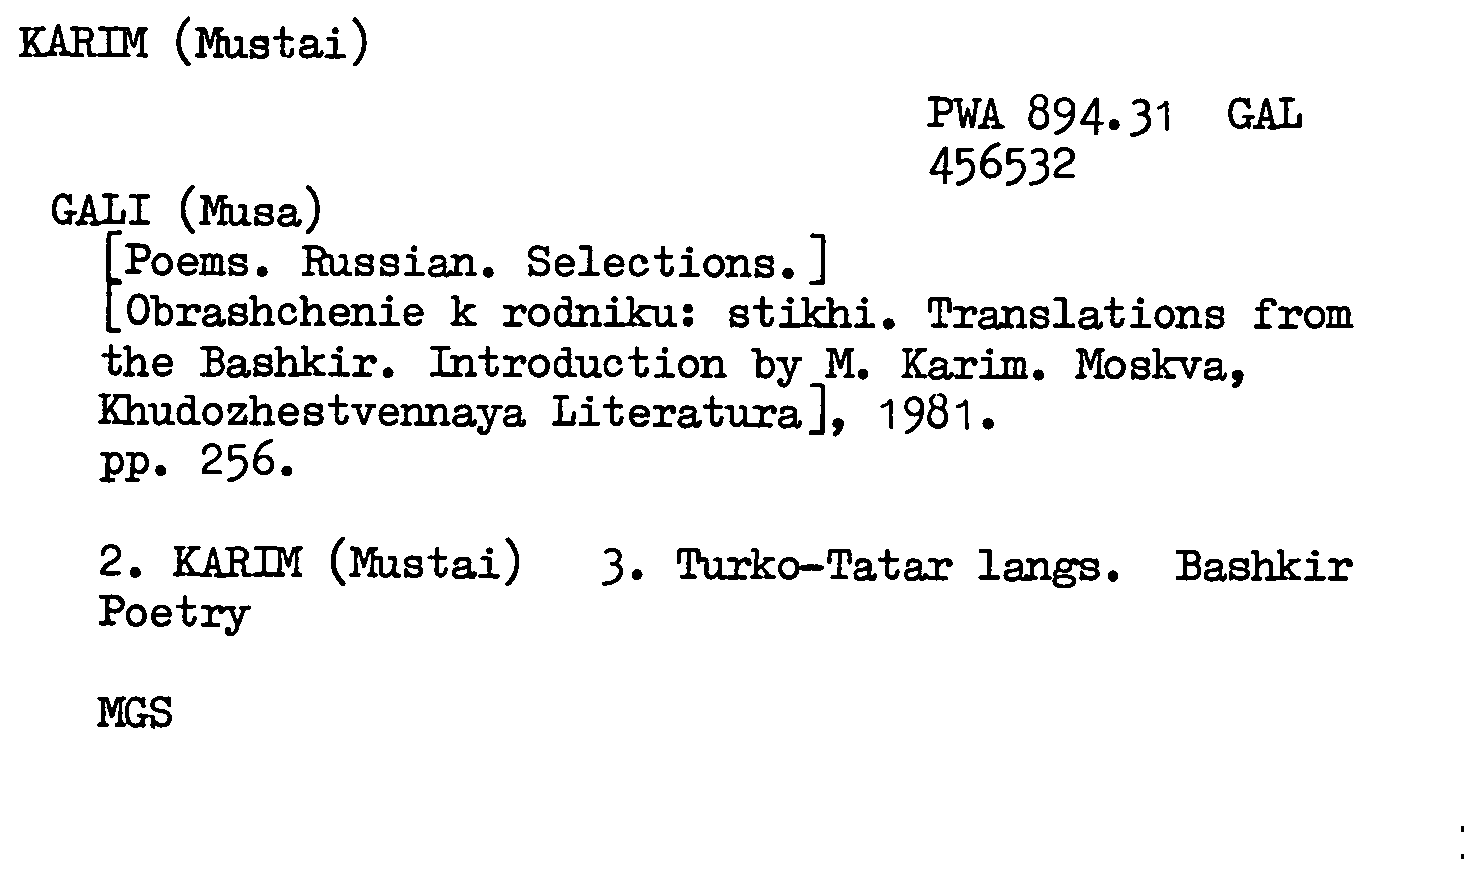 KARIM (Mustai)
PWA 894.31 GAL
456532
GALI (Musa)
[Poems. Russian. Selections.]
[Obrashchenie k rodniku: stikhi. Translations from
the Bashkir. Introduction by M. Karim. Moskva,
Khudozhestvennaya Literatura], 1981.
pp. 256.
2. KARIM (Mustai) 3. Turko-Tatar langs. Bashkir
Poetry
MGS